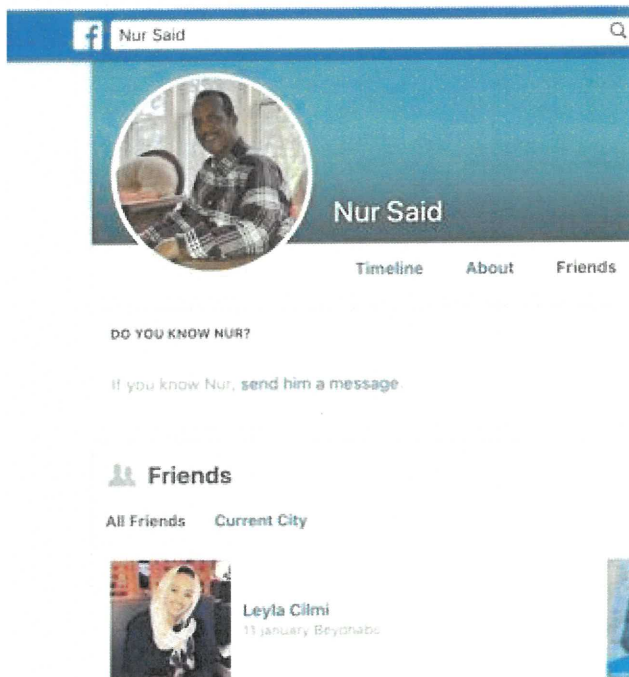 f Nur Said
Nur Said
Timeline About Friends
DO YOU KNOW NUR?
If you know Nur, send him a message.
Friends
All Friends Current City
Leyla Cilmi
11 january